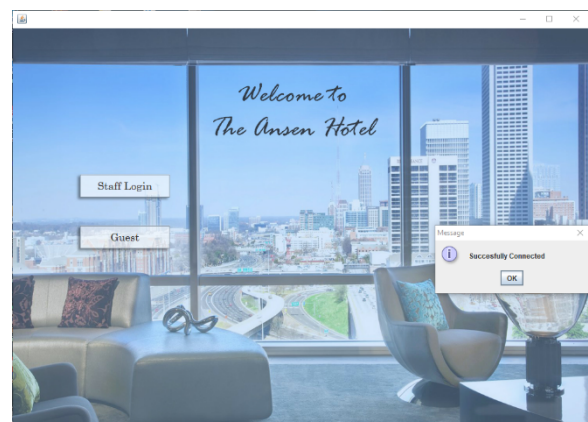 Welcome to
The Ansen Hotel
Staff Login
Guest
Message
Succesfully Connected
OK